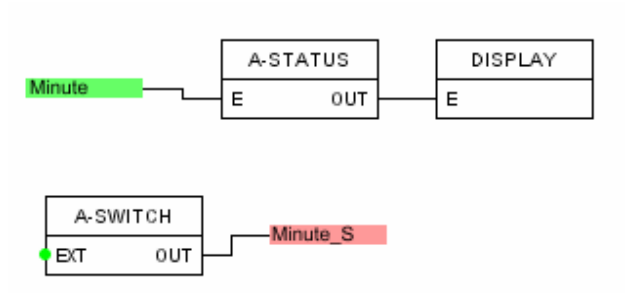 A-STATUS
DISPLAY
Minute
E OUT
E
A-SWITCH
EXT OUT
Minute_S